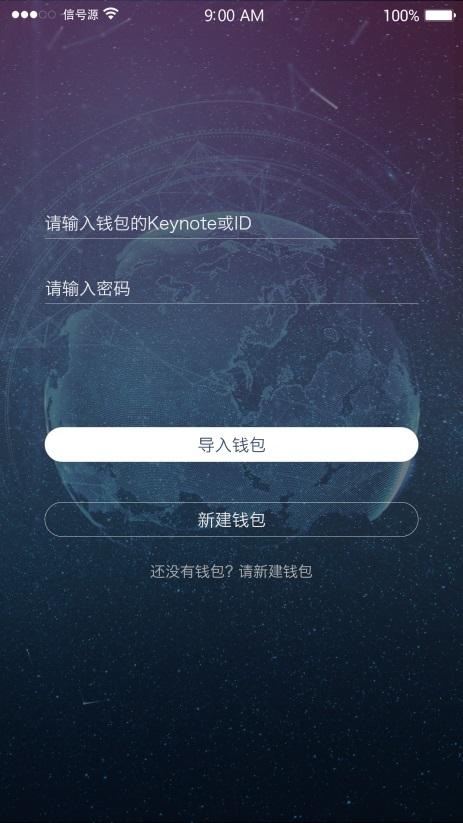 信号源 9:00 AM 100%
请输入钱包的Keynote或ID
请输入密码
导入钱包
新建钱包
还没有钱包？请新建钱包